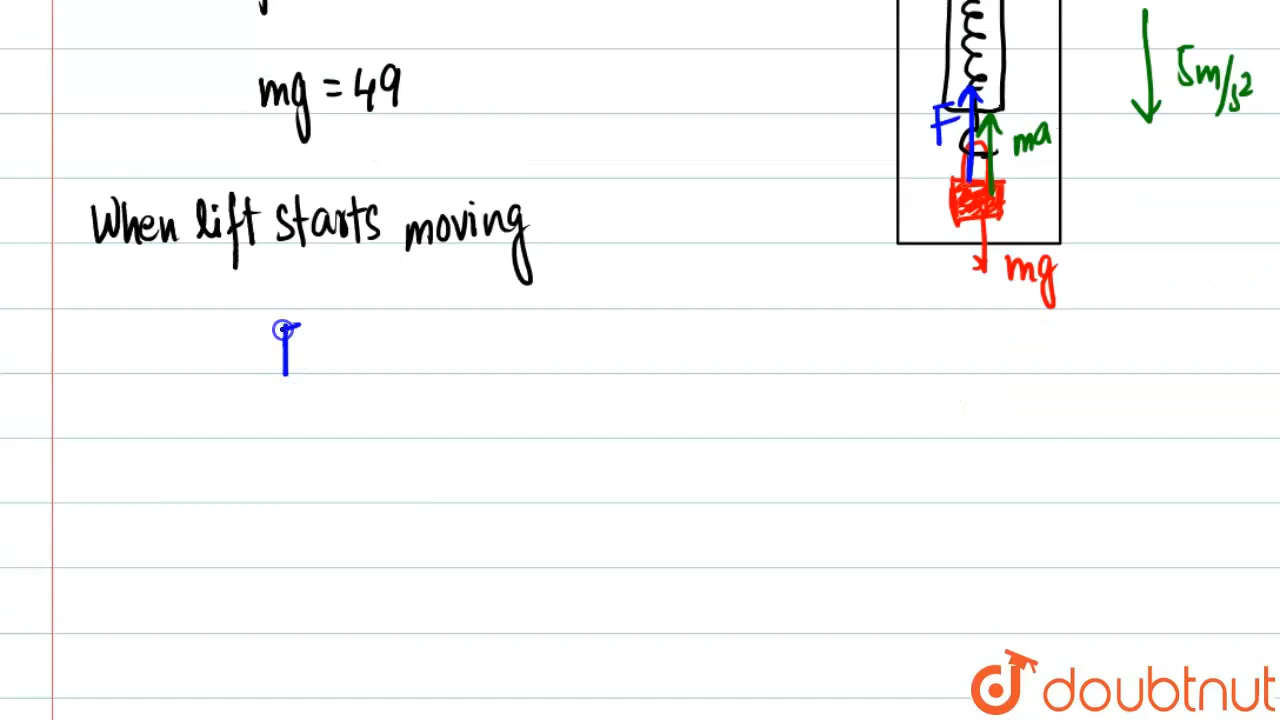 mg = 49
When lift starts moving
F
ma
mg
5m/s²
doubtnut